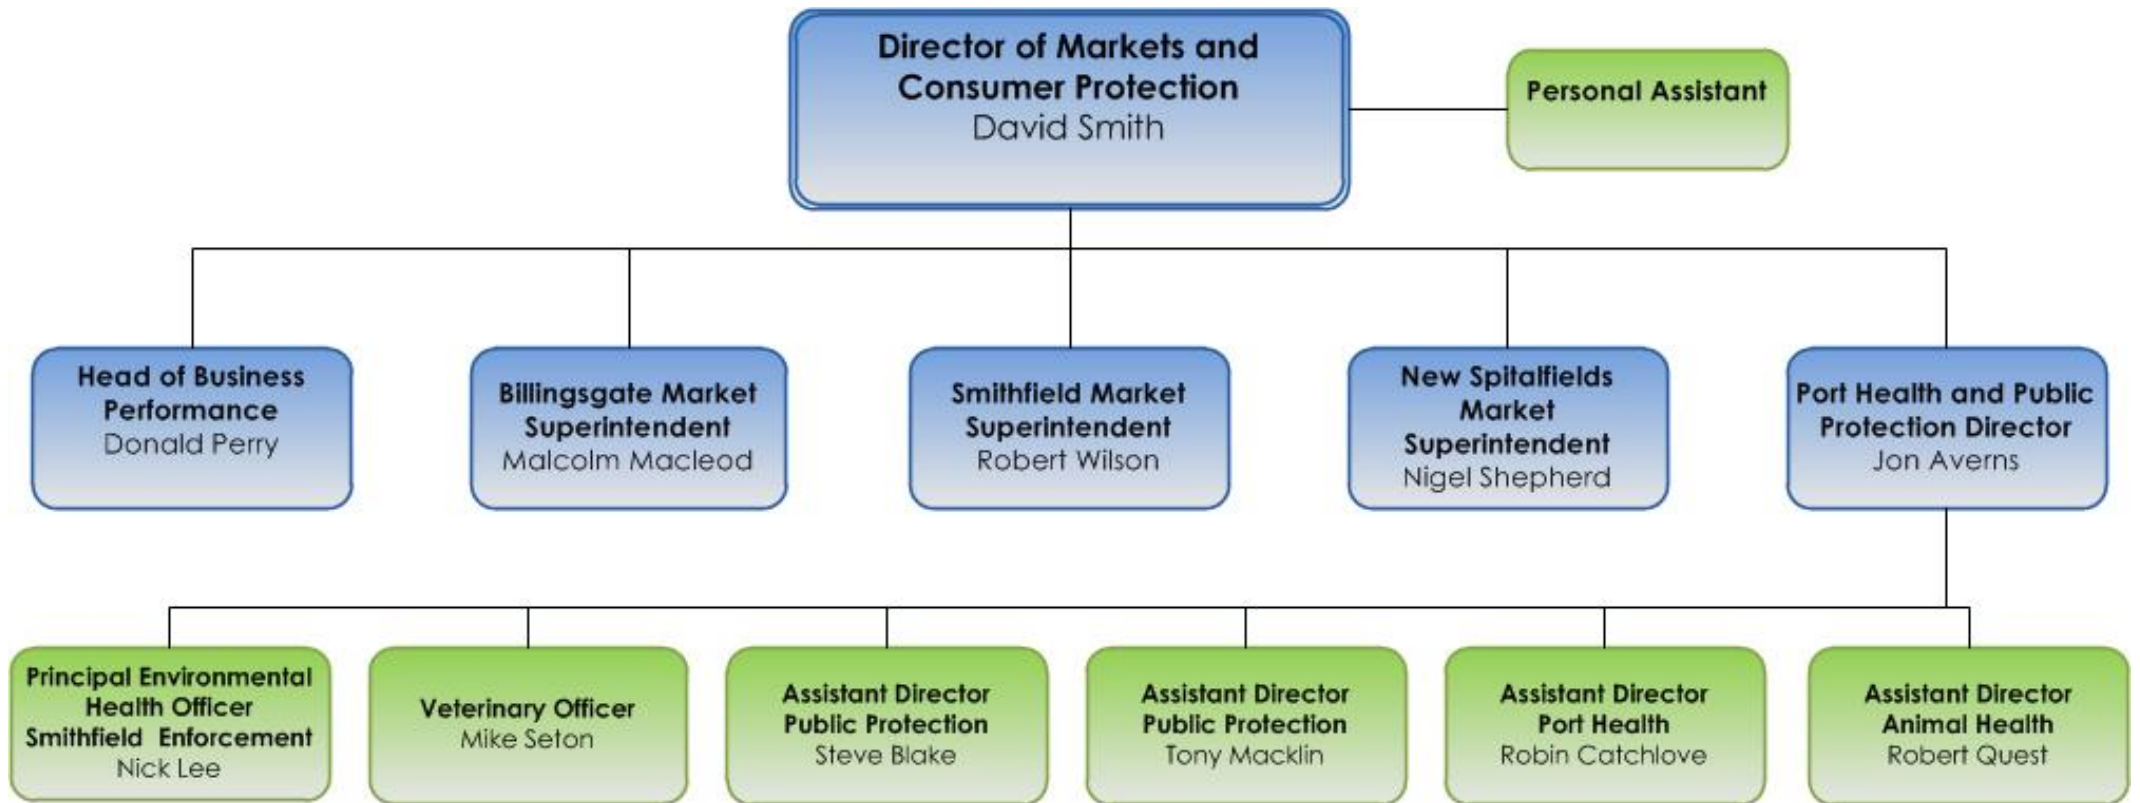 Director of Markets and
Consumer Protection
David Smith
Personal Assistant
Head of Business
Performance
Donald Perry
Billingsgate Market
Superintendent
Malcolm Macleod
Smithfield Market
Superintendent
Robert Wilson
New Spitalfields
Market
Superintendent
Nigel Shepherd
Port Health and Public
Protection Director
Jon Averns
Principal Environmental
Health Officer
Smithfield Enforcement
Nick Lee
Veterinary Officer
Mike Seton
Assistant Director
Public Protection
Steve Blake
Assistant Director
Public Protection
Tony Macklin
Assistant Director
Port Health
Robin Catchlove
Assistant Director
Animal Health
Robert Quest